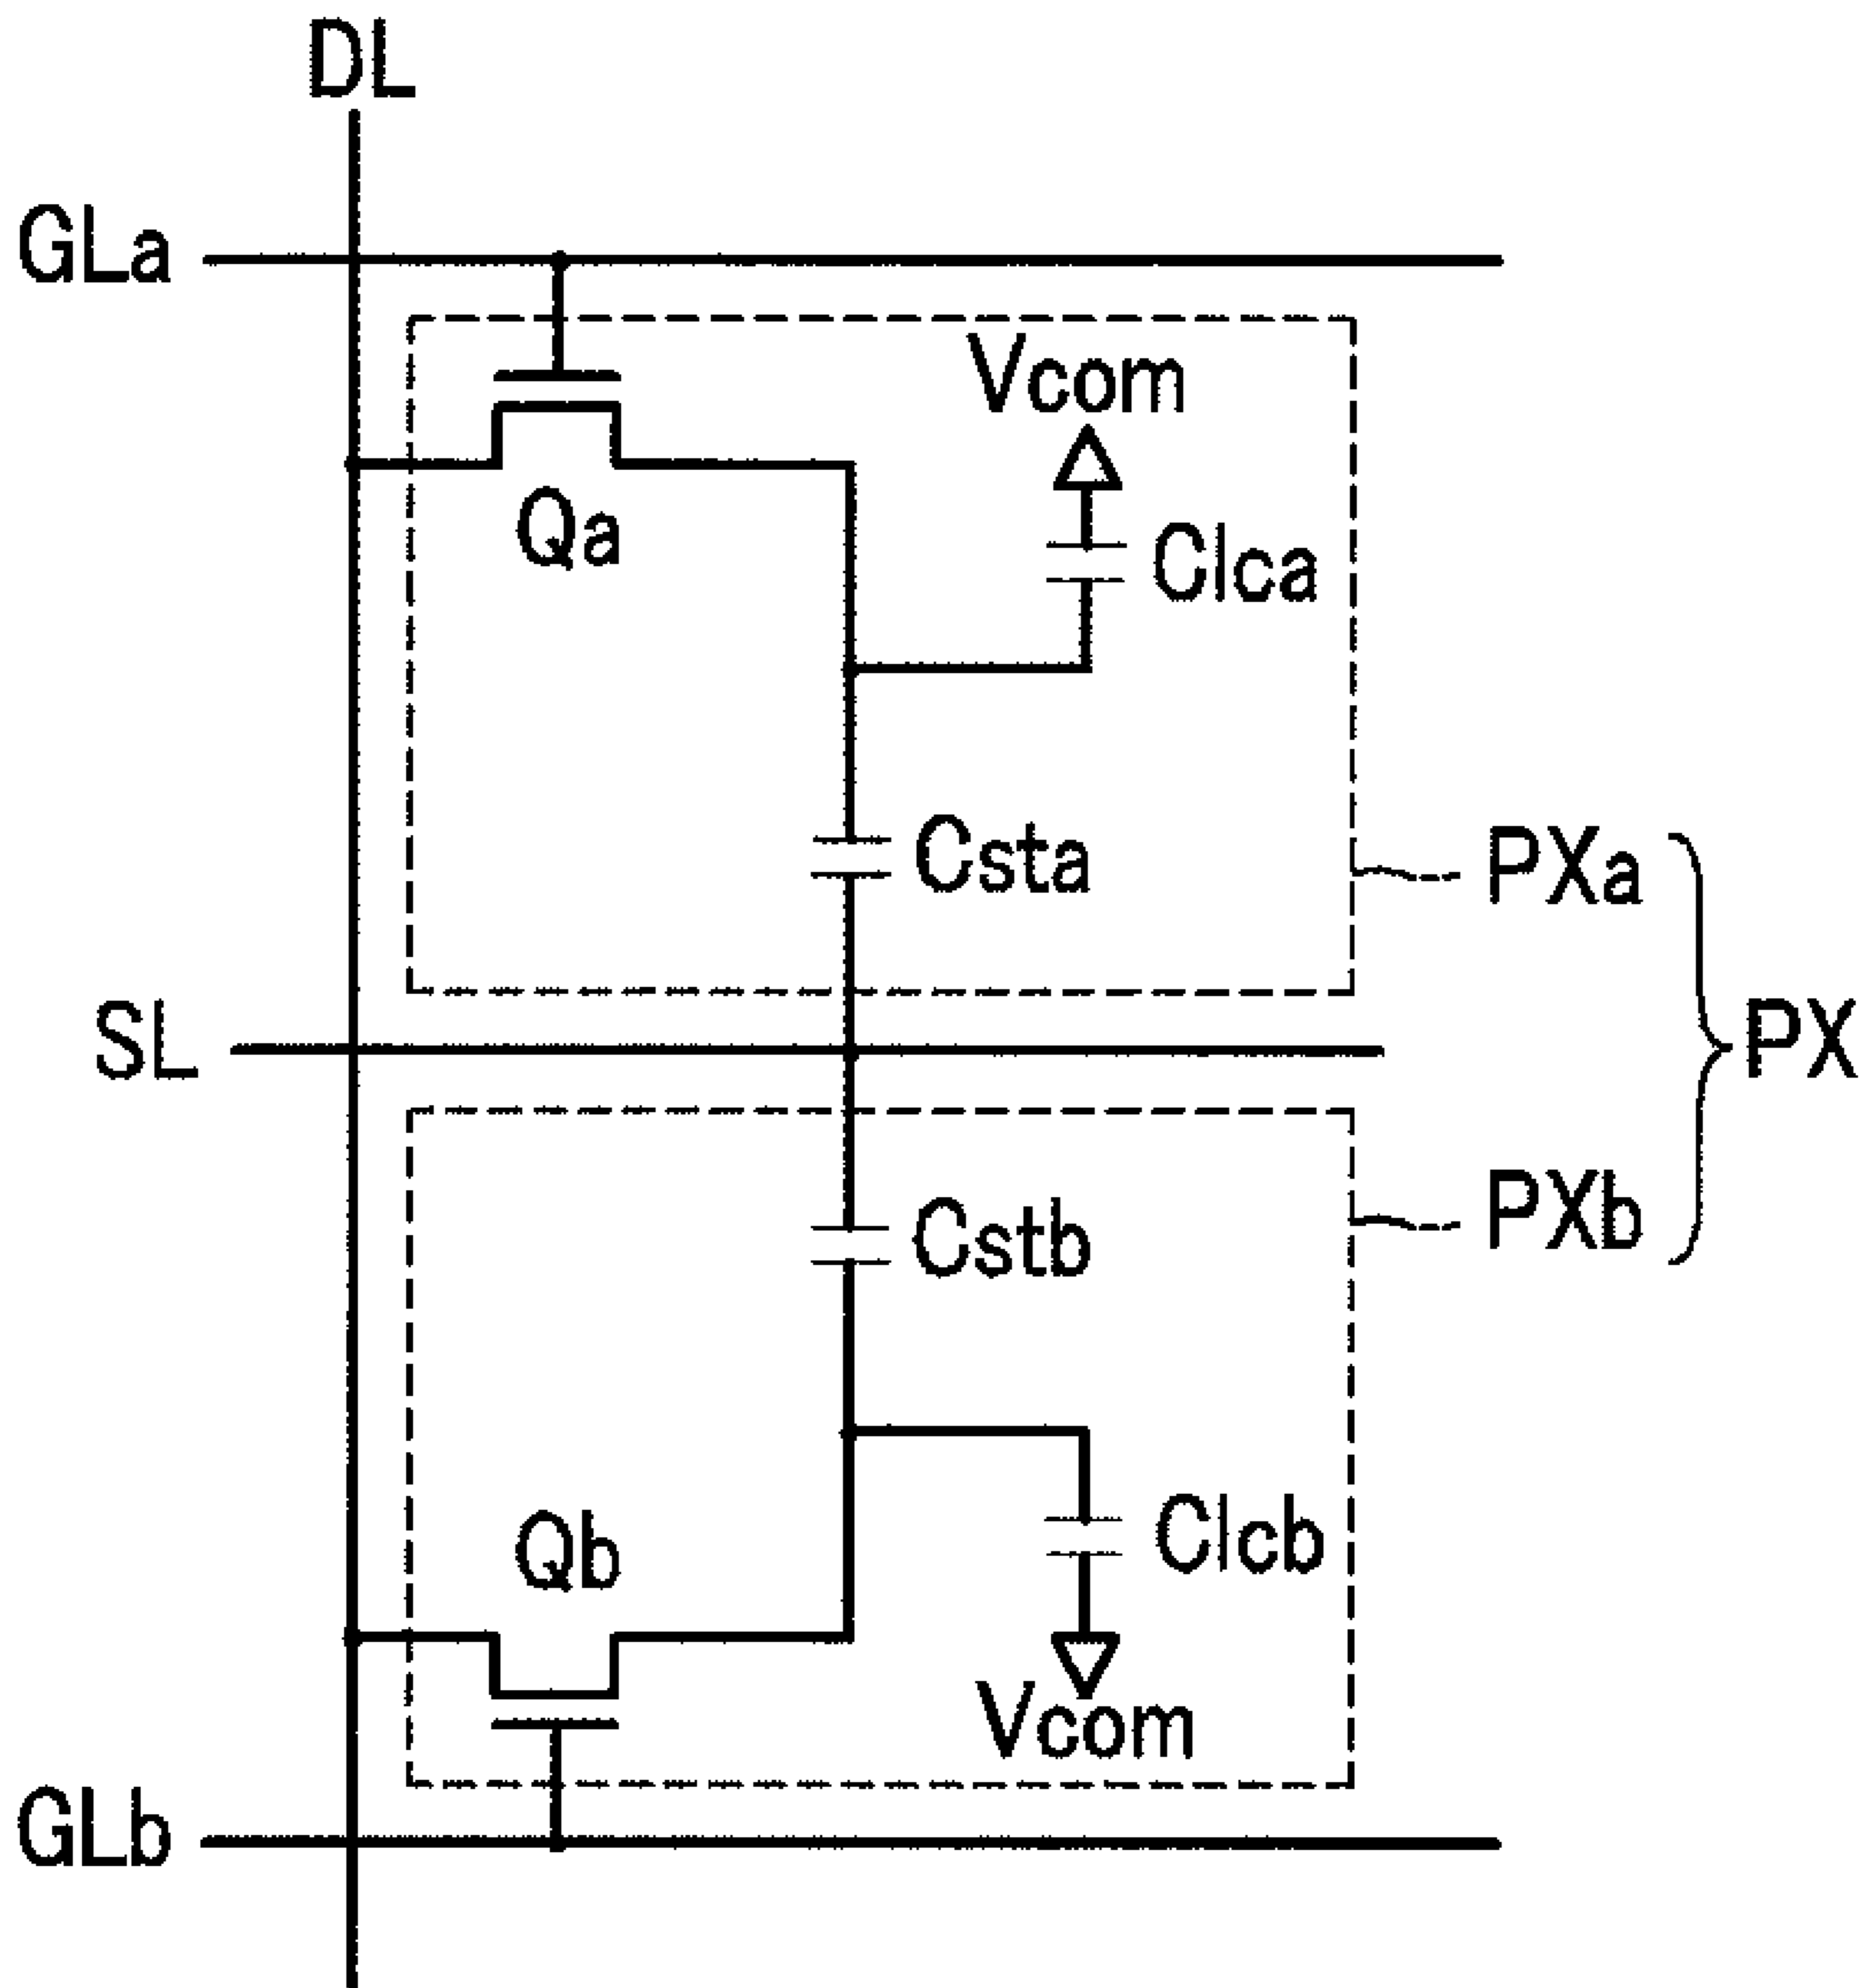 DL
GLa
Vcom
Qa
Clca
Csta
PXa
SL
PX
PXb
Cstb
Qb
Clcb
Vcom
GLb